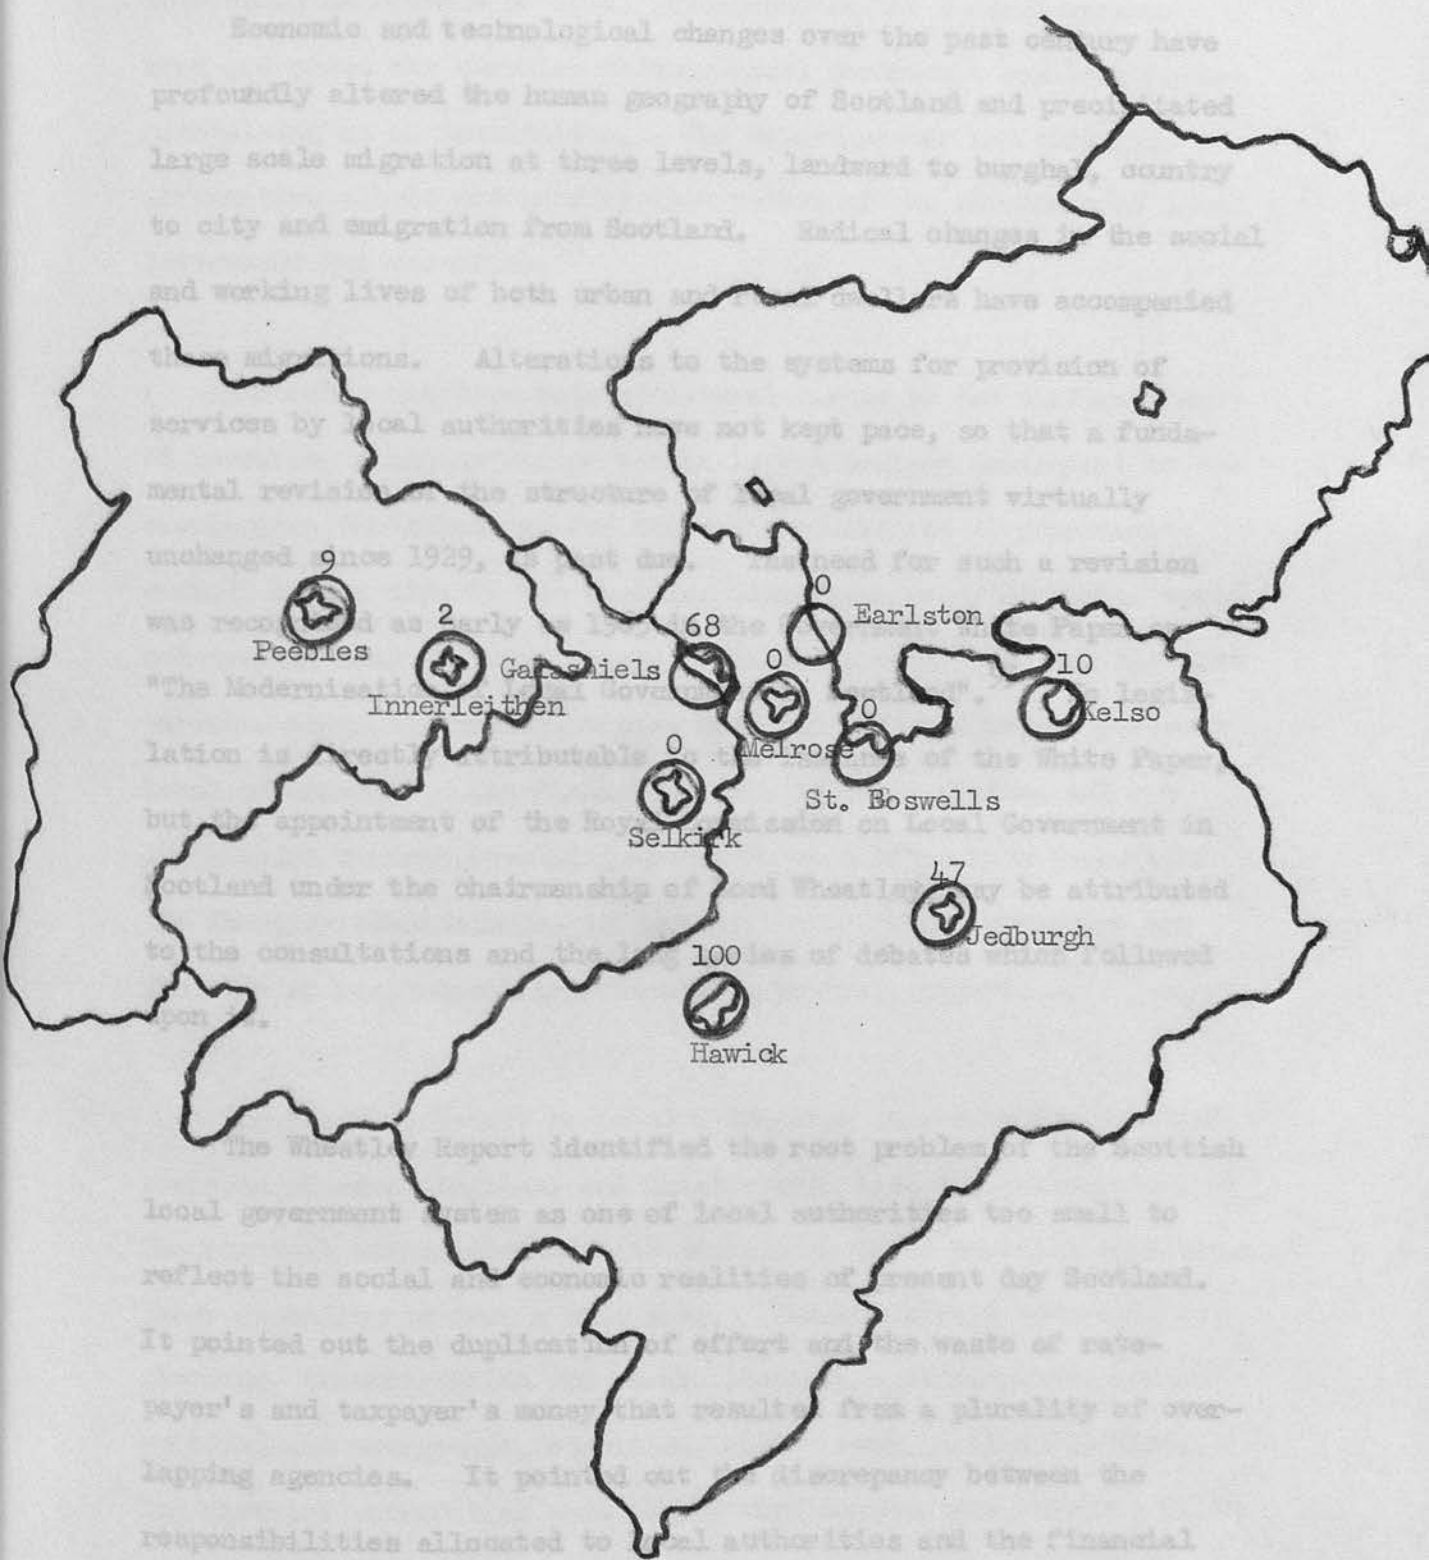 9
Peebles
2
Innerleithen
68
Galashiels
0
Earlston
0
Melrose
0
St. Boswells
10
Kelso
0
Selkirk
47
Jedburgh
100
Hawick
Economic and technological changes over the past century have
profoundly altered the human geography of Scotland and precipitated
large scale migration at three levels, landward to burghal, country
to city and emigration from Scotland. Radical changes in the social
and working lives of both urban and rural dwellers have accompanied
these migrations. Alterations to the systems for provision of
services by local authorities have not kept pace, so that a funda-
mental revision of the structure of local government virtually
unchanged since 1929, is past due. The need for such a revision
was recognised as early as in the Government White Paper on
"The Modernisation of Local Government in Scotland". legis-
lation is directly attributable to the of the White Paper,
but the appointment of the Royal Commission on Local Government in
Scotland under the chairmanship of Lord Wheatley may be attributed
to the consultations and the long series of debates which followed
upon it.
The Wheatley Report identified the root problem of the Scottish
local government system as one of local authorities too small to
reflect the social and economic realities of present day Scotland.
It pointed out the duplication of effort and the waste of rate-
payer's and taxpayer's money that resulted from a plurality of over-
lapping agencies. It pointed out the discrepancy between the
responsibilities allocated to local authorities and the financial